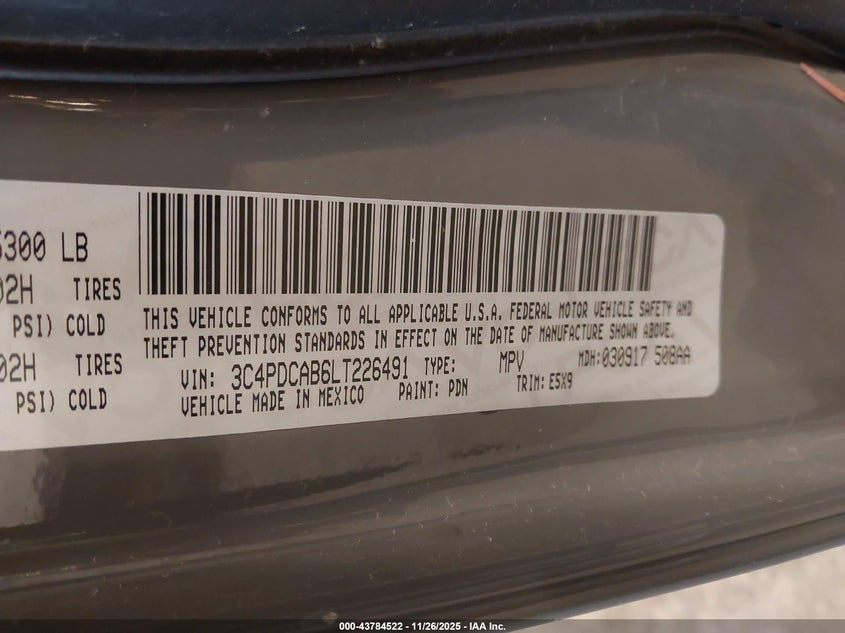 5300 LB
02H TIRES
PSI) COLD
02H TIRES
PSI) COLD
THIS VEHICLE CONFORMS TO ALL APPLICABLE U.S.A. FEDERAL MOTOR VEHICLE SAFETY AND
THEFT PREVENTION STANDARDS IN EFFECT ON THE DATE OF MANUFACTURE SHOWN ABOVE.
VIN: 3C4PDCAB6LT226491 TYPE: MPV MDH:030917 508AA
VEHICLE MADE IN MEXICO PAINT: PDN TRIM: E5X9
000-43784522 - 11/26/2025 - IAA Inc.